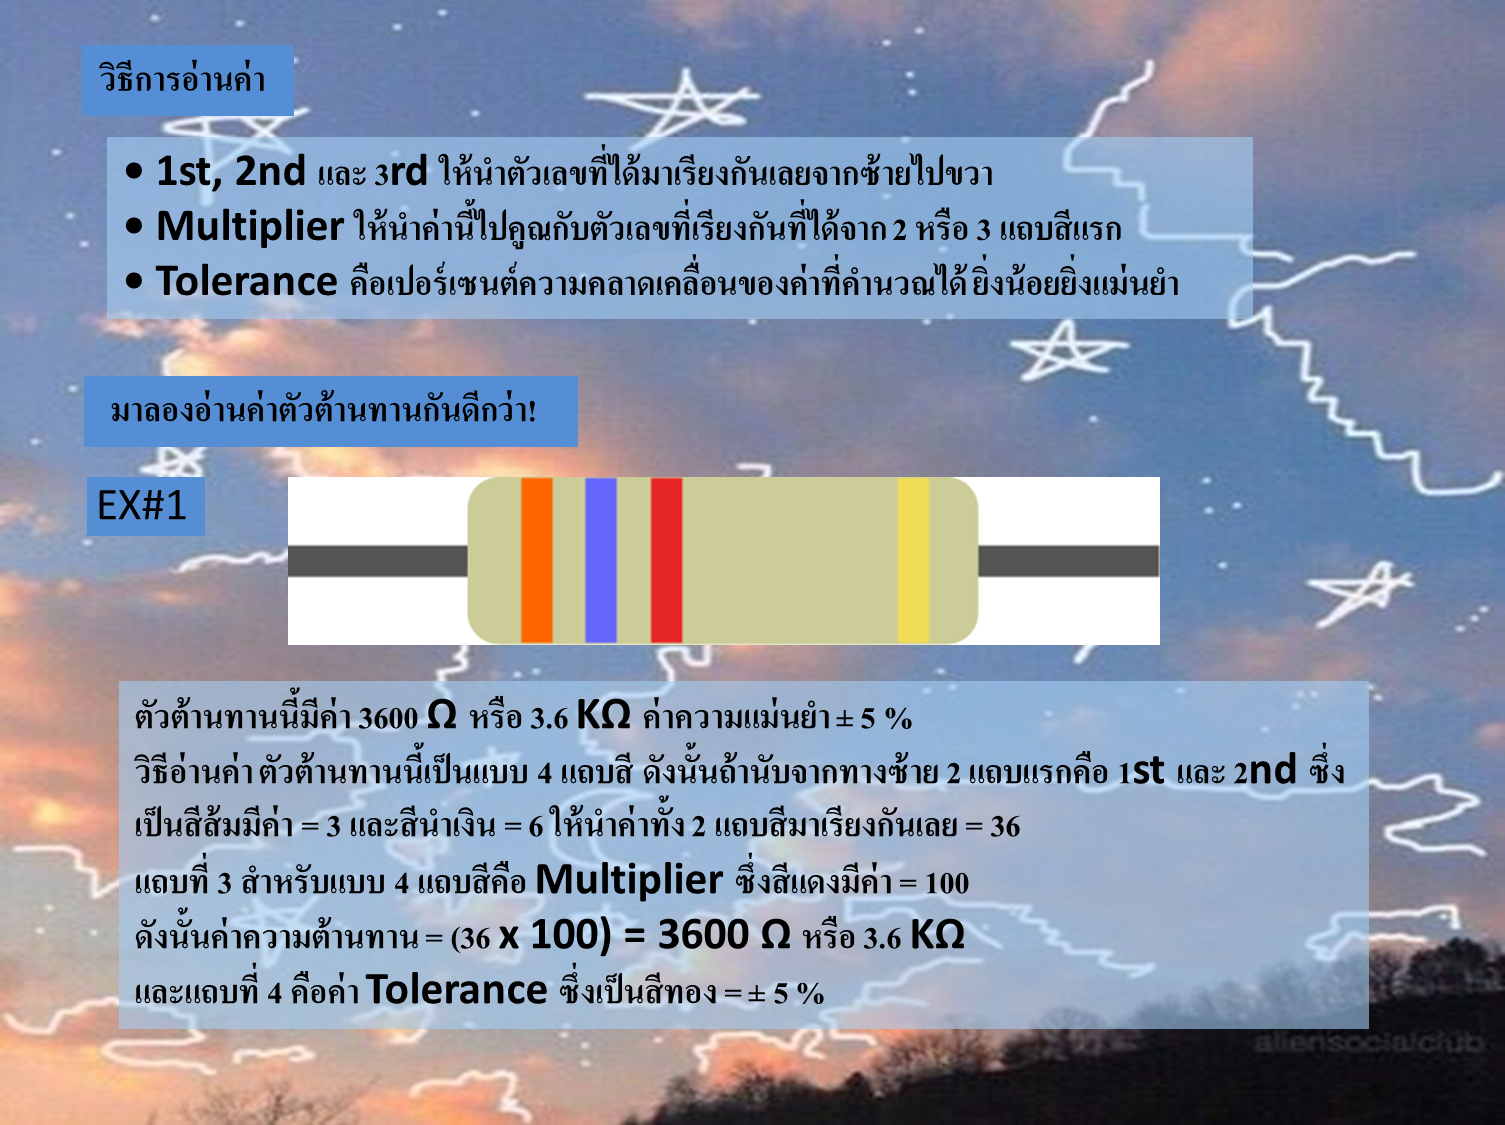 วิธีการอ่านค่า
• 1st, 2nd และ 3rd ให้นำตัวเลขที่ได้มาเรียงกันเลยจากซ้ายไปขวา
• Multiplier ให้นำค่านี้ไปคูณกับตัวเลขที่เรียงกันที่ได้จาก 2 หรือ 3 แถบสีแรก
• Tolerance คือเปอร์เซนต์ความคลาดเคลื่อนของค่าที่คำนวณได้ ยิ่งน้อยยิ่งแม่นยำ
มาลองอ่านค่าตัวต้านทานกันดีกว่า!
EX#1
ตัวต้านทานนี้มีค่า 3600 Ω หรือ 3.6 KΩ ค่าความแม่นยำ ± 5 %
วิธีอ่านค่า ตัวต้านทานนี้เป็นแบบ 4 แถบสี ดังนั้นถ้านับจากทางซ้าย 2 แถบแรกคือ 1st และ 2nd ซึ่ง
เป็นสีส้มมีค่า = 3 และสีนำเงิน = 6 ให้นำค่าทั้ง 2 แถบสีมาเรียงกันเลย = 36
แถบที่ 3 สำหรับแบบ 4 แถบสีคือ Multiplier ซึ่งสีแดงมีค่า = 100
ดังนั้นค่าความต้านทาน = (36 x 100) = 3600 Ω หรือ 3.6 KΩ
และแถบที่ 4 คือค่า Tolerance ซึ่งเป็นสีทอง = ± 5 %
aliensocialclub